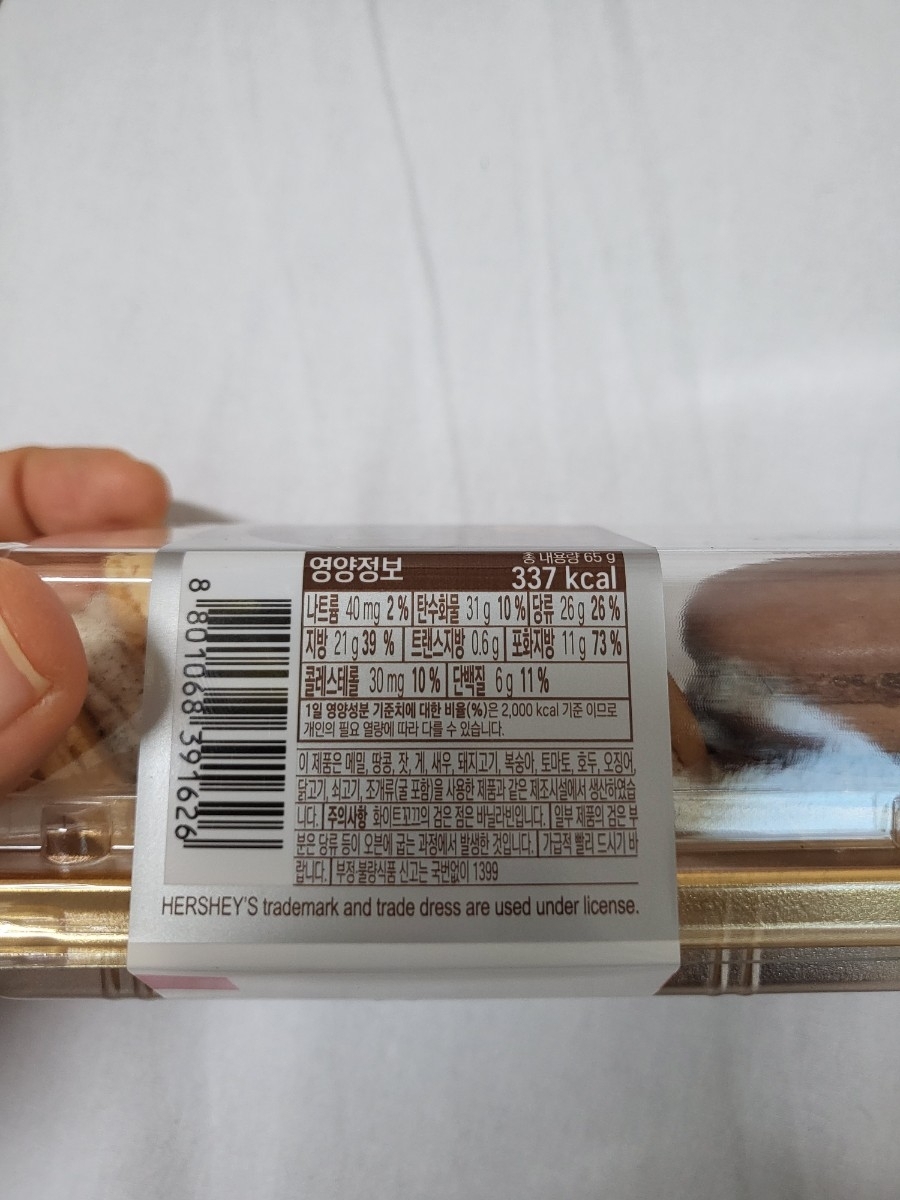 영양정보
총 내용량 65 g
337 kcal
나트륨 40 mg 2 % 탄수화물 31 g 10 % 당류 26 g 26 %
지방 21 g 39 % 트랜스지방 0.6 g 포화지방 11 g 73 %
콜레스테롤 30 mg 10 % 단백질 6 g 11 %
1일 영양성분 기준치에 대한 비율(%)은 2,000 kcal 기준 이므로
개인의 필요 열량에 따라 다를 수 있습니다.
이 제품은 메밀, 땅콩, 잣, 게, 새우, 돼지고기, 복숭아, 토마토, 호두, 오징어,
닭고기, 쇠고기, 조개류(굴 포함)을 사용한 제품과 같은 제조시설에서 생산하였습
니다. 주의사항 화이트꼬끄의 검은 점은 바닐라빈입니다. 일부 제품의 검은 부
분은 당류 등이 오븐에 굽는 과정에서 발생한 것입니다. 가급적 빨리 드시기 바
랍니다. 부정·불량식품 신고는 국번없이 1399
HERSHEY'S trademark and trade dress are used under license.
8 801068 391626